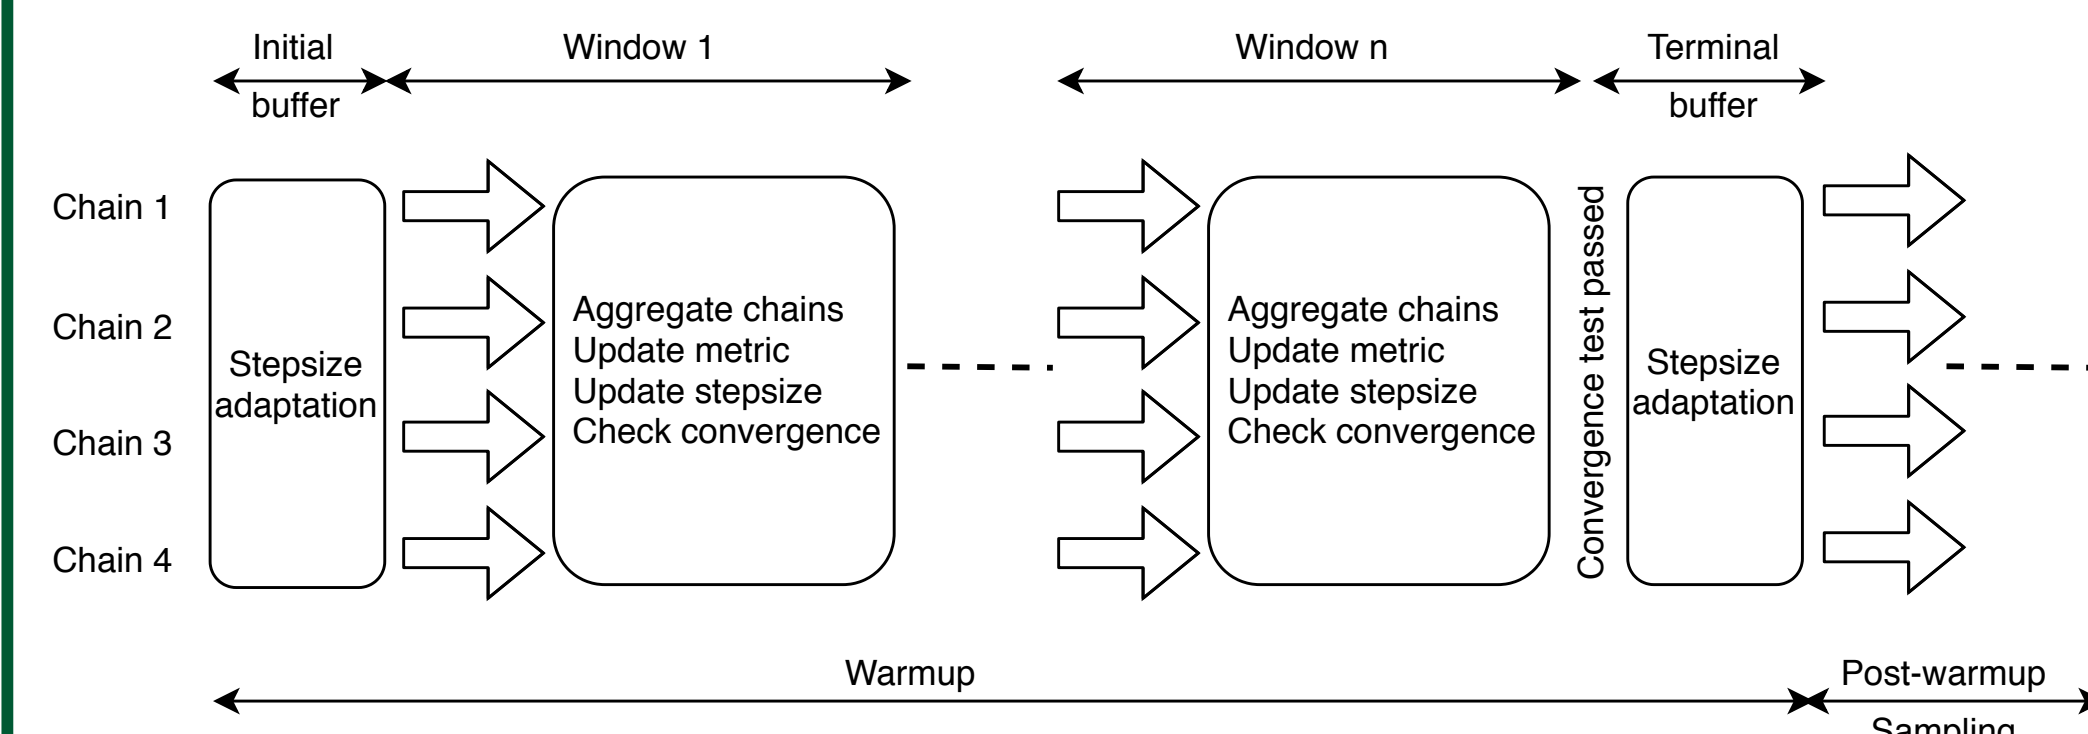 Initial
buffer
Window 1
Window n
Terminal
buffer
Chain 1
Chain 2
Chain 3
Chain 4
Stepsize
adaptation
Aggregate chains
Update metric
Update stepsize
Check convergence
Aggregate chains
Update metric
Update stepsize
Check convergence
Convergence test passed
Stepsize
adaptation
Warmup
Post-warmup
Sampling